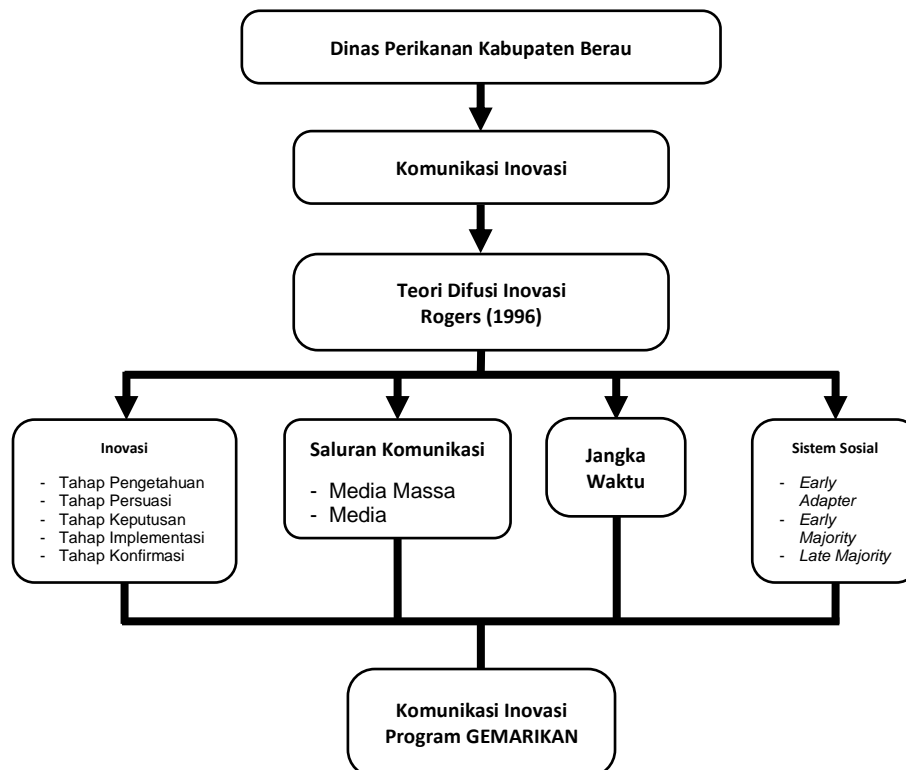 Dinas Perikanan Kabupaten Berau
Komunikasi Inovasi
Teori Difusi Inovasi
Rogers (1996)
Inovasi
- Tahap Pengetahuan
- Tahap Persuasi
- Tahap Keputusan
- Tahap Implementasi
- Tahap Konfirmasi
Saluran Komunikasi
- Media Massa
- Media
Jangka
Waktu
Sistem Sosial
- Early
Adapter
- Early
Majority
- Late Majority
Komunikasi Inovasi
Program GEMARIKAN